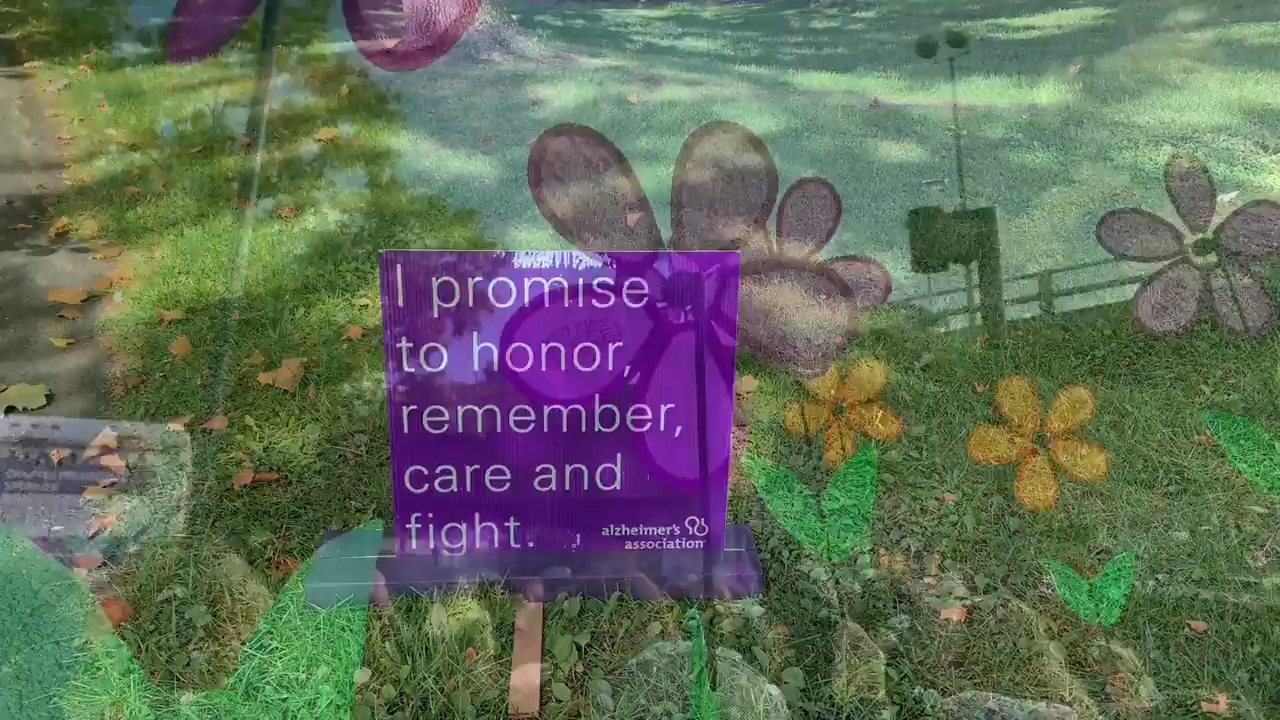 I promise
to honor,
remember,
care and
fight.
alzheimer's
association